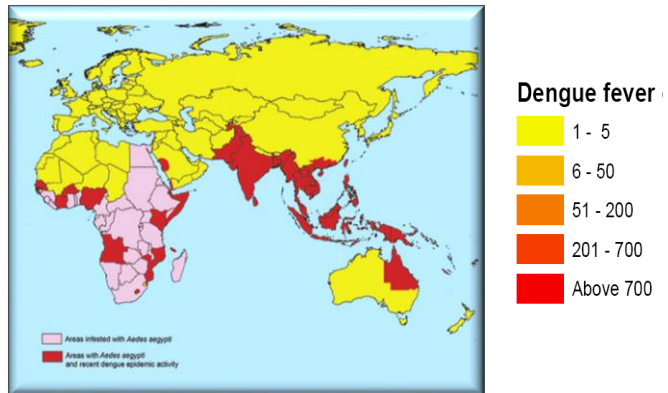 Dengue fever
1 - 5
6 - 50
51 - 200
201 - 700
Above 700
Areas infested with Aedes aegypti
Areas with Aedes aegypti
and recent dengue epidemic activity